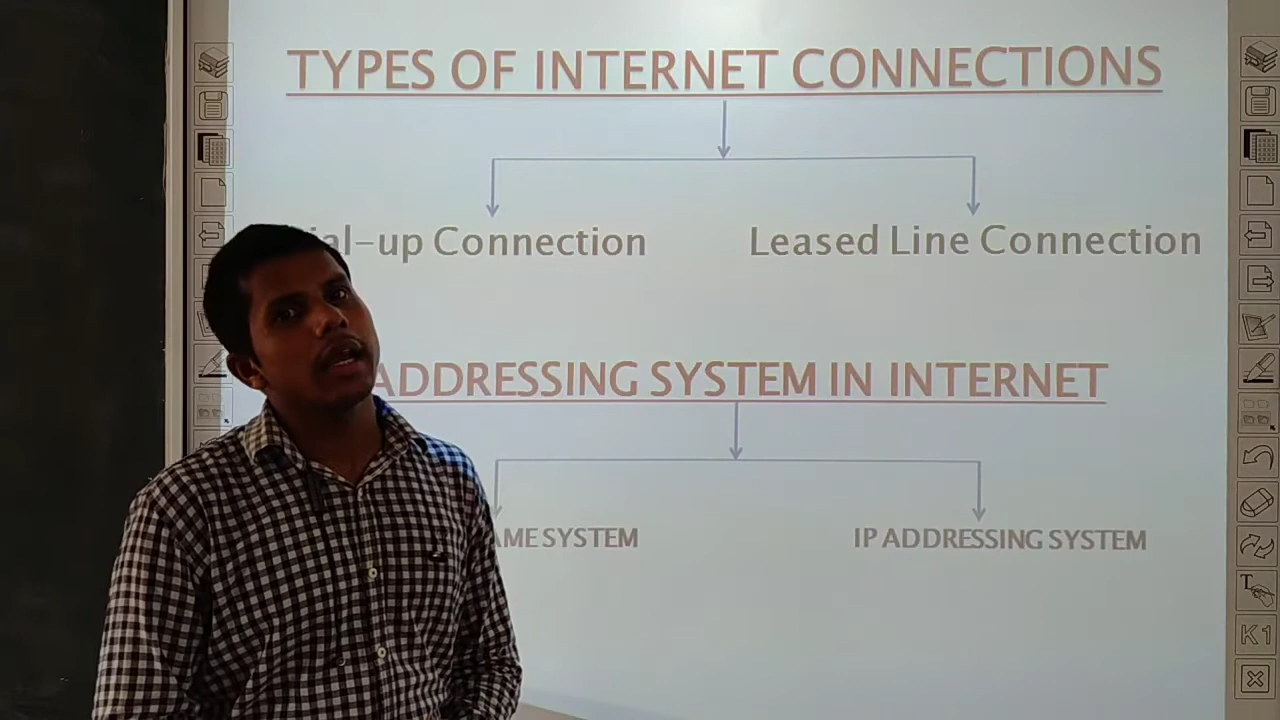 TYPES OF INTERNET CONNECTIONS
ial-up Connection
Leased Line Connection
ADDRESSING SYSTEM IN INTERNET
AME SYSTEM
IP ADDRESSING SYSTEM
T
K1